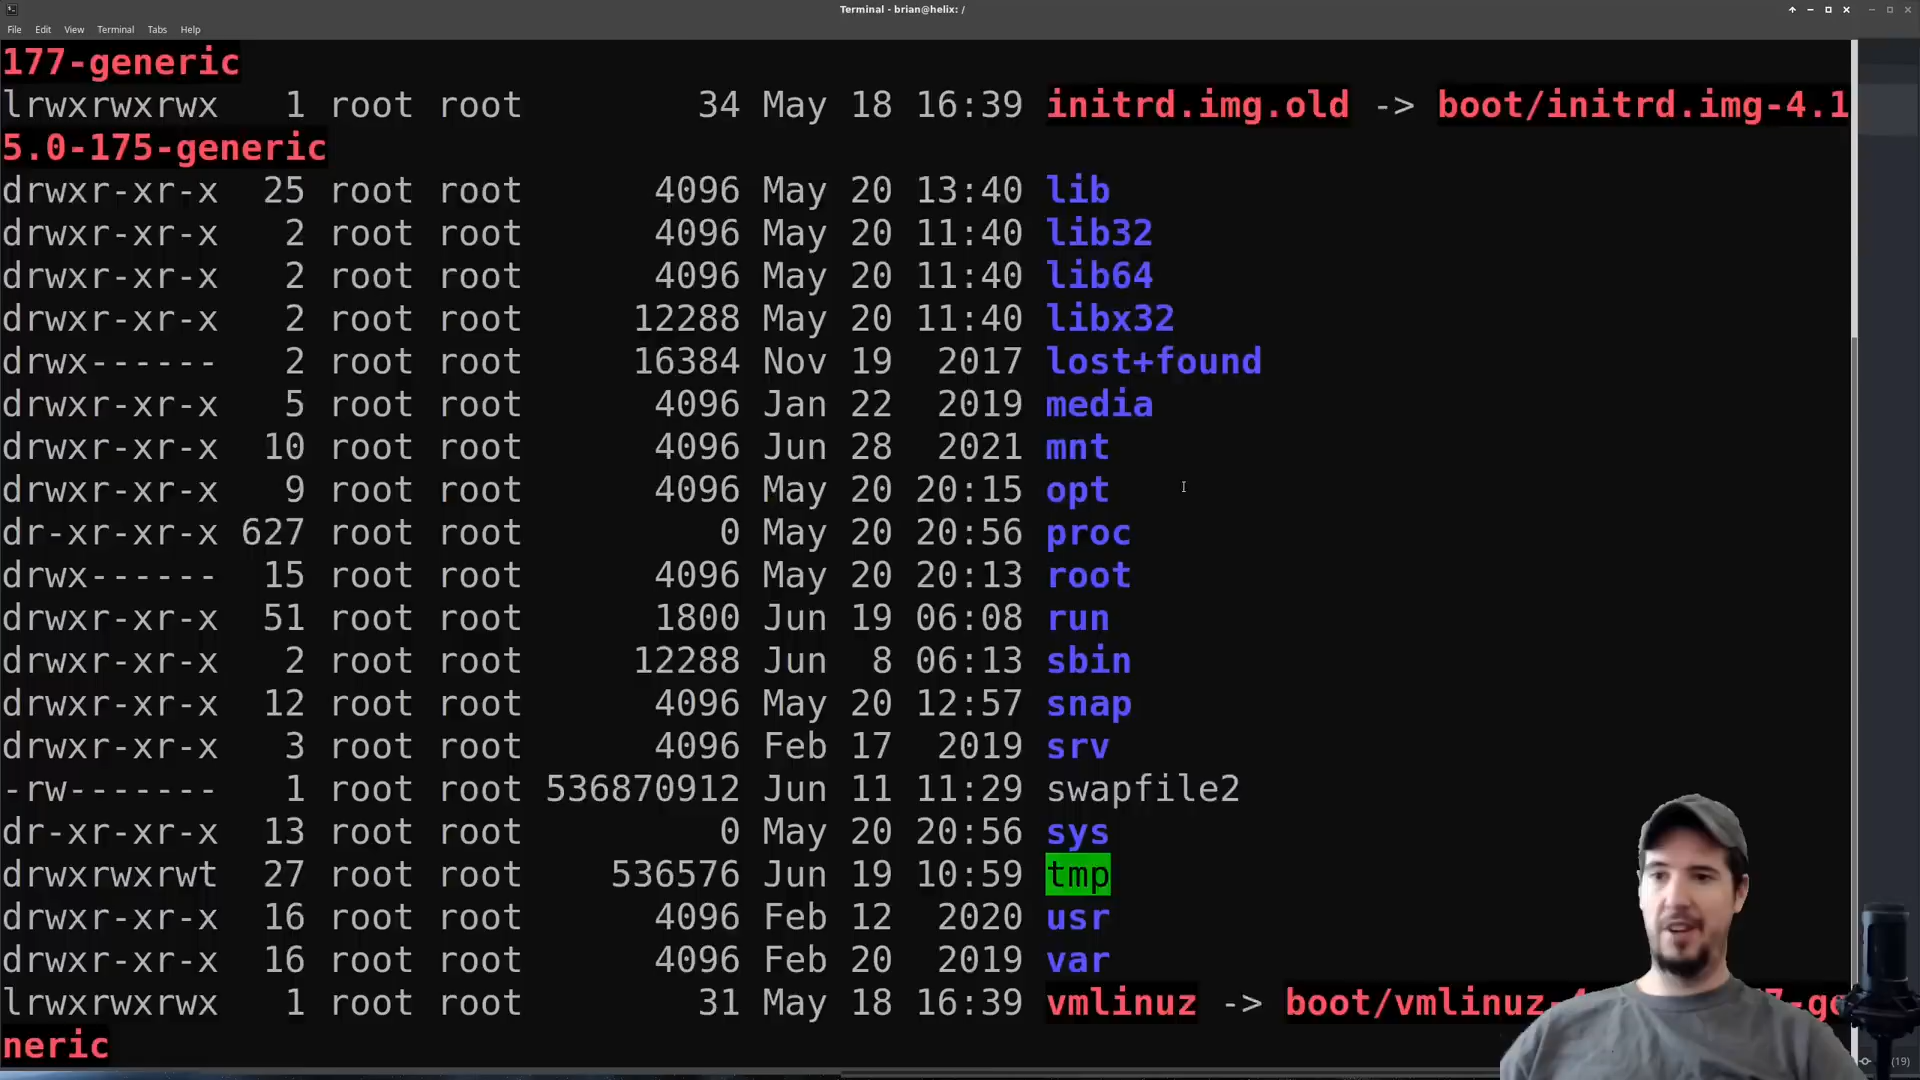 Terminal - brian@helix: /
File Edit View Terminal Tabs Help
177-generic
lrwxrwxrwx 1 root root 34 May 18 16:39 initrd.img.old -> boot/initrd.img-4.1
5.0-175-generic
drwxr-xr-x 25 root root 4096 May 20 13:40 lib
drwxr-xr-x 2 root root 4096 May 20 11:40 lib32
drwxr-xr-x 2 root root 4096 May 20 11:40 lib64
drwxr-xr-x 2 root root 12288 May 20 11:40 libx32
drwx------ 2 root root 16384 Nov 19 2017 lost+found
drwxr-xr-x 5 root root 4096 Jan 22 2019 media
drwxr-xr-x 10 root root 4096 Jun 28 2021 mnt
drwxr-xr-x 9 root root 4096 May 20 20:15 opt
dr-xr-xr-x 627 root root 0 May 20 20:56 proc
drwx------ 15 root root 4096 May 20 20:13 root
drwxr-xr-x 51 root root 1800 Jun 19 06:08 run
drwxr-xr-x 2 root root 12288 Jun 8 06:13 sbin
drwxr-xr-x 12 root root 4096 May 20 12:57 snap
drwxr-xr-x 3 root root 4096 Feb 17 2019 srv
-rw------- 1 root root 536870912 Jun 11 11:29 swapfile2
dr-xr-xr-x 13 root root 0 May 20 20:56 sys
drwxrwxrwt 27 root root 536576 Jun 19 10:59 tmp
drwxr-xr-x 16 root root 4096 Feb 12 2020 usr
drwxr-xr-x 16 root root 4096 Feb 20 2019 var
lrwxrwxrwx 1 root root 31 May 18 16:39 vmlinuz -> boot/vmlinuz-
neric
(19)